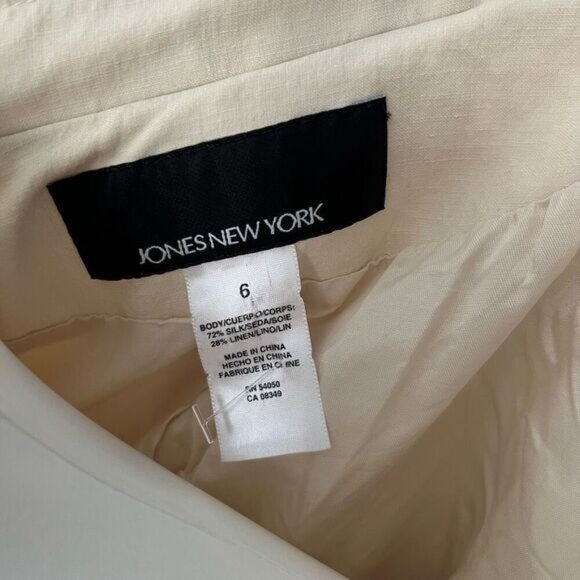 JONES NEW YORK
6
BODY/CUERPO/CORPS:
72% SILK/SEDA/SOIE
28% LINEN/LINO/LIN
MADE IN CHINA
HECHO EN CHINA
FABRIQUE EN CHINE
RN 54050
CA 08349